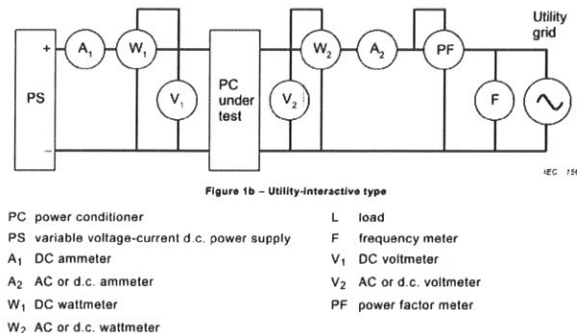 Utility
grid
+ A1 W1 W2 A2 PF
PS V1 PC
under
test V2 F
–
IEC 156
Figure 1b – Utility-interactive type
PC power conditioner L load
PS variable voltage-current d.c. power supply F frequency meter
A1 DC ammeter V1 DC voltmeter
A2 AC or d.c. ammeter V2 AC or d.c. voltmeter
W1 DC wattmeter PF power factor meter
W2 AC or d.c. wattmeter